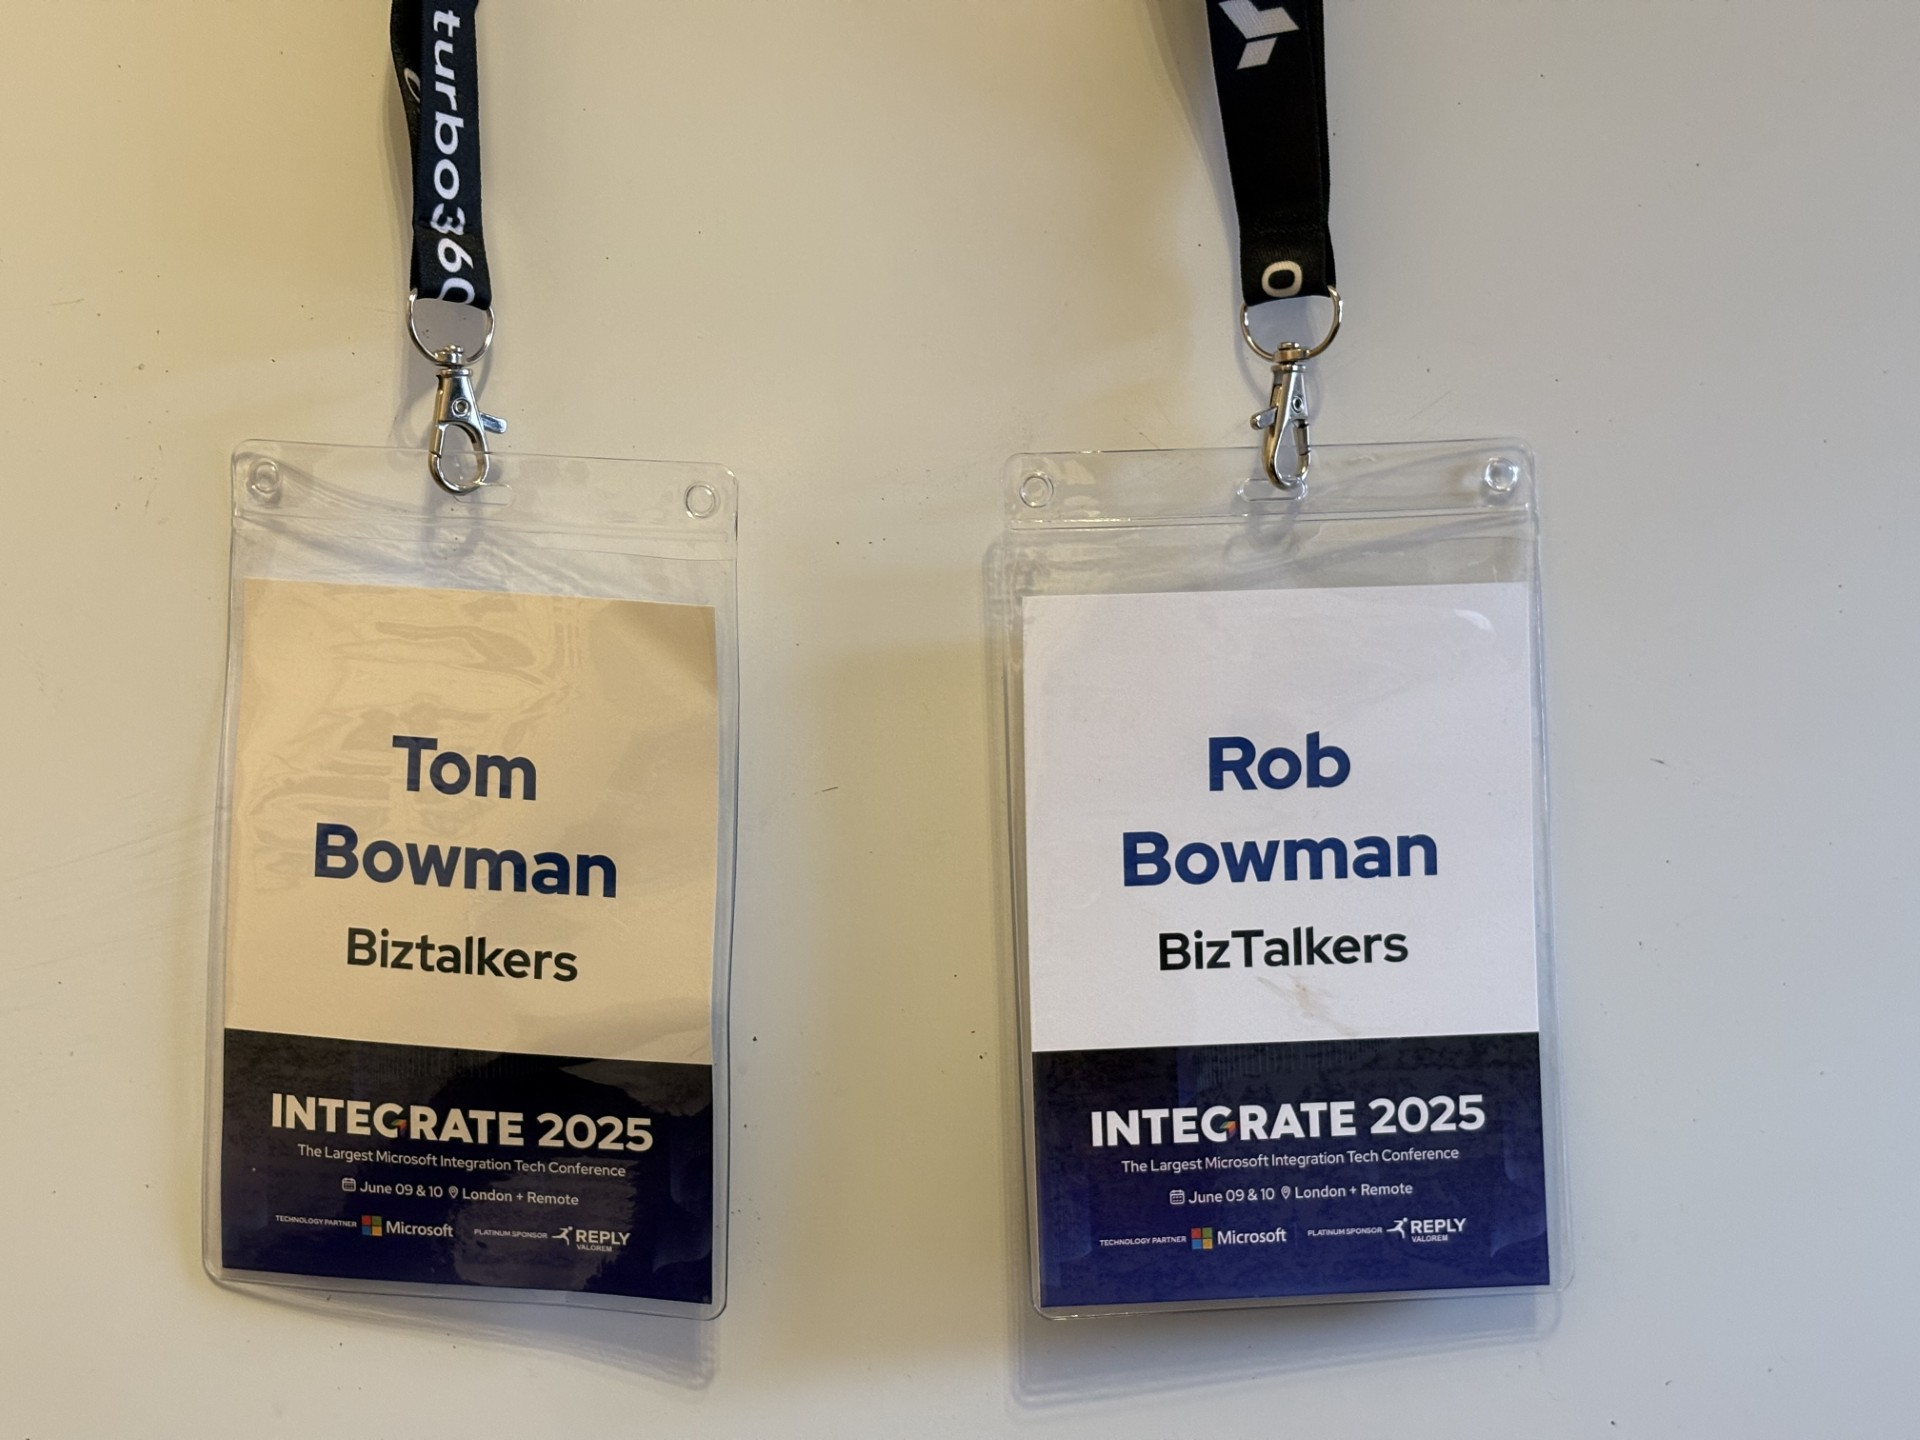 turbo360
O
Tom
Bowman
Biztalkers
INTEGRATE 2025
The Largest Microsoft Integration Tech Conference
June 09 & 10 London + Remote
TECHNOLOGY PARTNER Microsoft PLATINUM SPONSOR REPLY
VALOREM
Rob
Bowman
BizTalkers
INTEGRATE 2025
The Largest Microsoft Integration Tech Conference
June 09 & 10 London + Remote
TECHNOLOGY PARTNER Microsoft PLATINUM SPONSOR REPLY
VALOREM